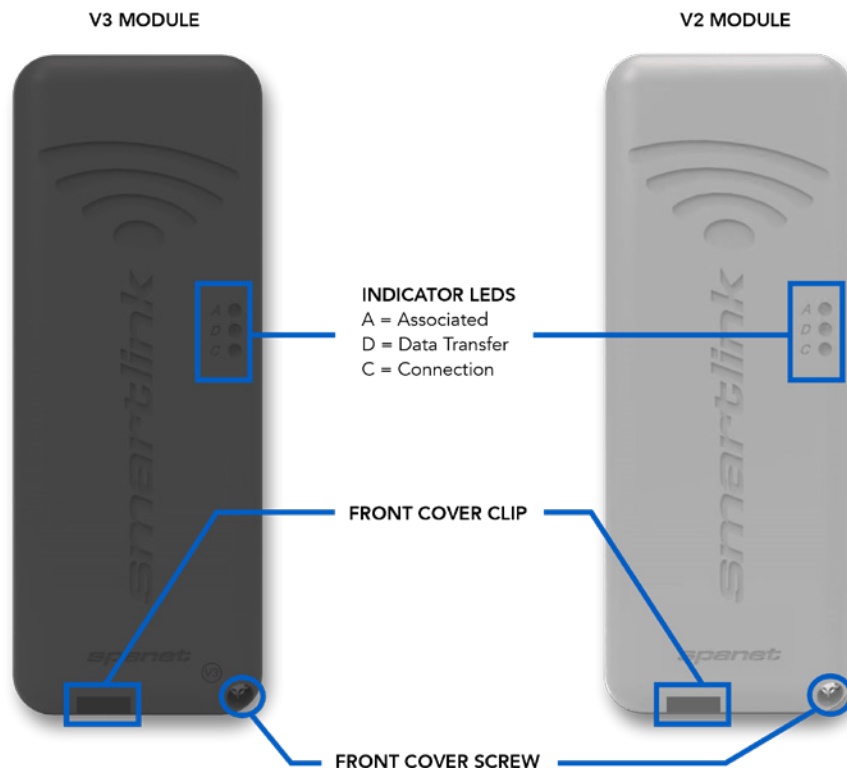 V3 MODULE
V2 MODULE
A
D
C
INDICATOR LEDS
A = Associated
D = Data Transfer
C = Connection
A
D
C
smartlink
smartlink
FRONT COVER CLIP
spanet
V3
spanet
FRONT COVER SCREW